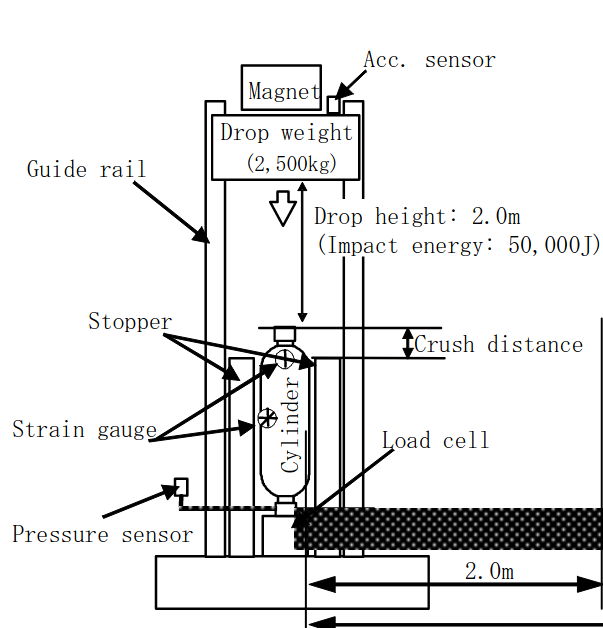 Acc. sensor
Magnet
Drop weight
(2,500kg)
Guide rail
Drop height: 2.0m
(Impact energy: 50,000J)
Stopper
Crush distance
Cylinder
Strain gauge
Load cell
Pressure sensor
2.0m